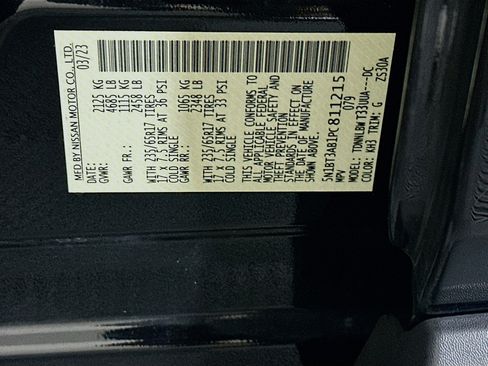 MFD BY NISSAN MOTOR CO., LTD.
DATE: 03/23
GVWR: 2125 KG
4685 LB
GAWR FR.: 1115 KG
2458 LB
WITH 235/65R17 TIRES
17 X 7.5 RIMS AT 36 PSI
COLD SINGLE
GAWR RR.: 1065 KG
2348 LB
WITH 235/65R17 TIRES
17 X 7.5 RIMS AT 33 PSI
COLD SINGLE
THIS VEHICLE CONFORMS TO
ALL APPLICABLE FEDERAL
MOTOR VEHICLE SAFETY AND
THEFT PREVENTION
STANDARDS IN EFFECT ON
THE DATE OF MANUFACTURE
SHOWN ABOVE.
5N1BT3AB1PC811215
MPV 079
MODEL: TDNNLBW T33UUA---DC
COLOR: KH3 TRIM: G
ZS30A